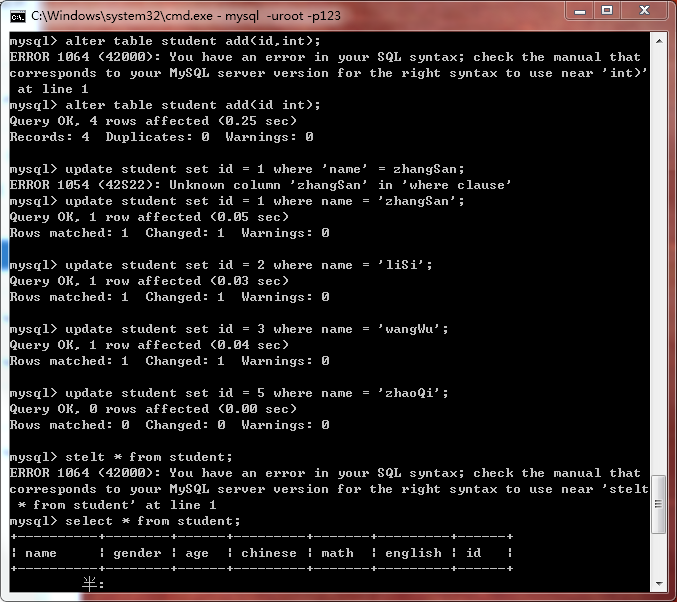 C:\Windows\system32\cmd.exe - mysql  -uroot -p123
mysql> alter table student add(id,int);
ERROR 1064 (42000): You have an error in your SQL syntax; check the manual that
corresponds to your MySQL server version for the right syntax to use near 'int)'
 at line 1
mysql> alter table student add(id int);
Query OK, 4 rows affected (0.25 sec)
Records: 4  Duplicates: 0  Warnings: 0
mysql> update student set id = 1 where 'name' = zhangSan;
ERROR 1054 (42S22): Unknown column 'zhangSan' in 'where clause'
mysql> update student set id = 1 where name = 'zhangSan';
Query OK, 1 row affected (0.05 sec)
Rows matched: 1  Changed: 1  Warnings: 0
mysql> update student set id = 2 where name = 'liSi';
Query OK, 1 row affected (0.03 sec)
Rows matched: 1  Changed: 1  Warnings: 0
mysql> update student set id = 3 where name = 'wangWu';
Query OK, 1 row affected (0.04 sec)
Rows matched: 1  Changed: 1  Warnings: 0
mysql> update student set id = 5 where name = 'zhaoQi';
Query OK, 0 rows affected (0.00 sec)
Rows matched: 0  Changed: 0  Warnings: 0
mysql> stelt * from student;
ERROR 1064 (42000): You have an error in your SQL syntax; check the manual that
corresponds to your MySQL server version for the right syntax to use near 'stelt
 * from student' at line 1
mysql> select * from student;
+----------+--------+------+---------+------+---------+------+
| name     | gender | age  | chinese | math | english | id   |
+----------+--------+------+---------+------+---------+------+
半: